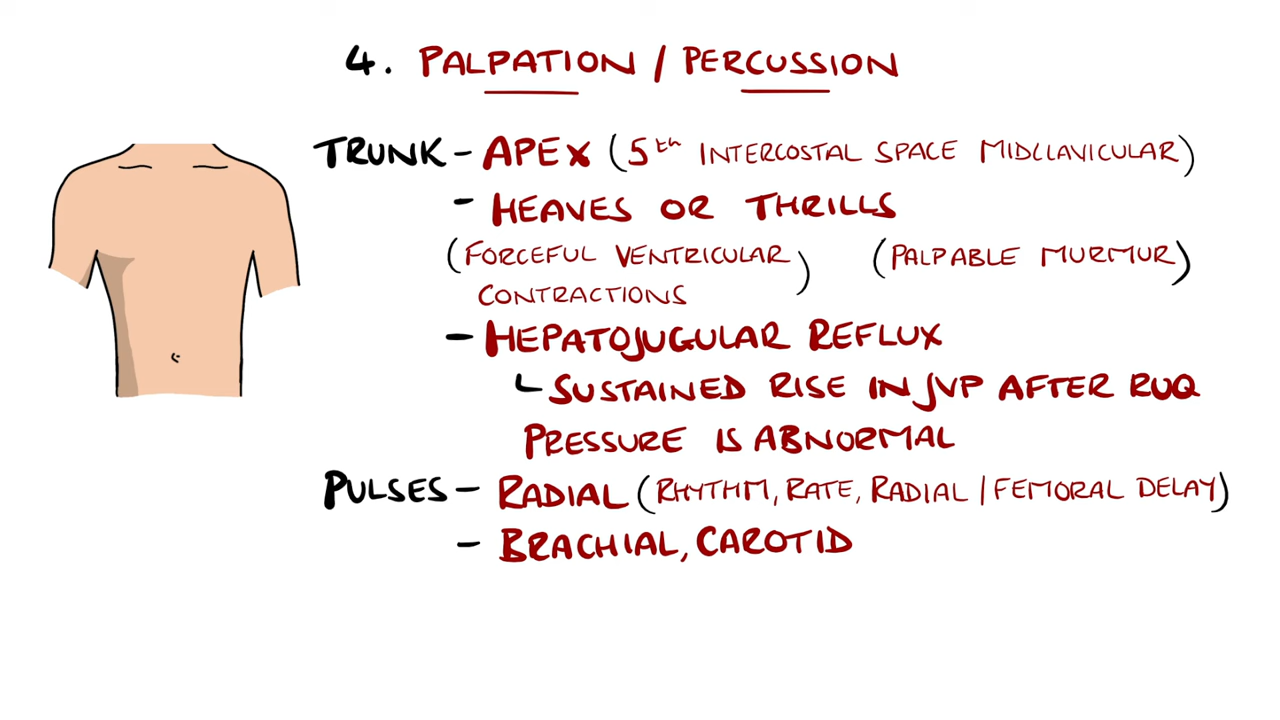 4. PALPATION / PERCUSSION
TRUNK - APEX (5th INTERCOSTAL SPACE MIDCLAVICULAR)
- HEAVES OR THRILLS
(FORCEFUL VENTRICULAR CONTRACTIONS) (PALPABLE MURMUR)
- HEPATOJUGULAR REFLUX
SUSTAINED RISE IN JVP AFTER RUQ
PRESSURE IS ABNORMAL
PULSES - RADIAL (RHYTHM, RATE, RADIAL / FEMORAL DELAY)
- BRACHIAL, CAROTID